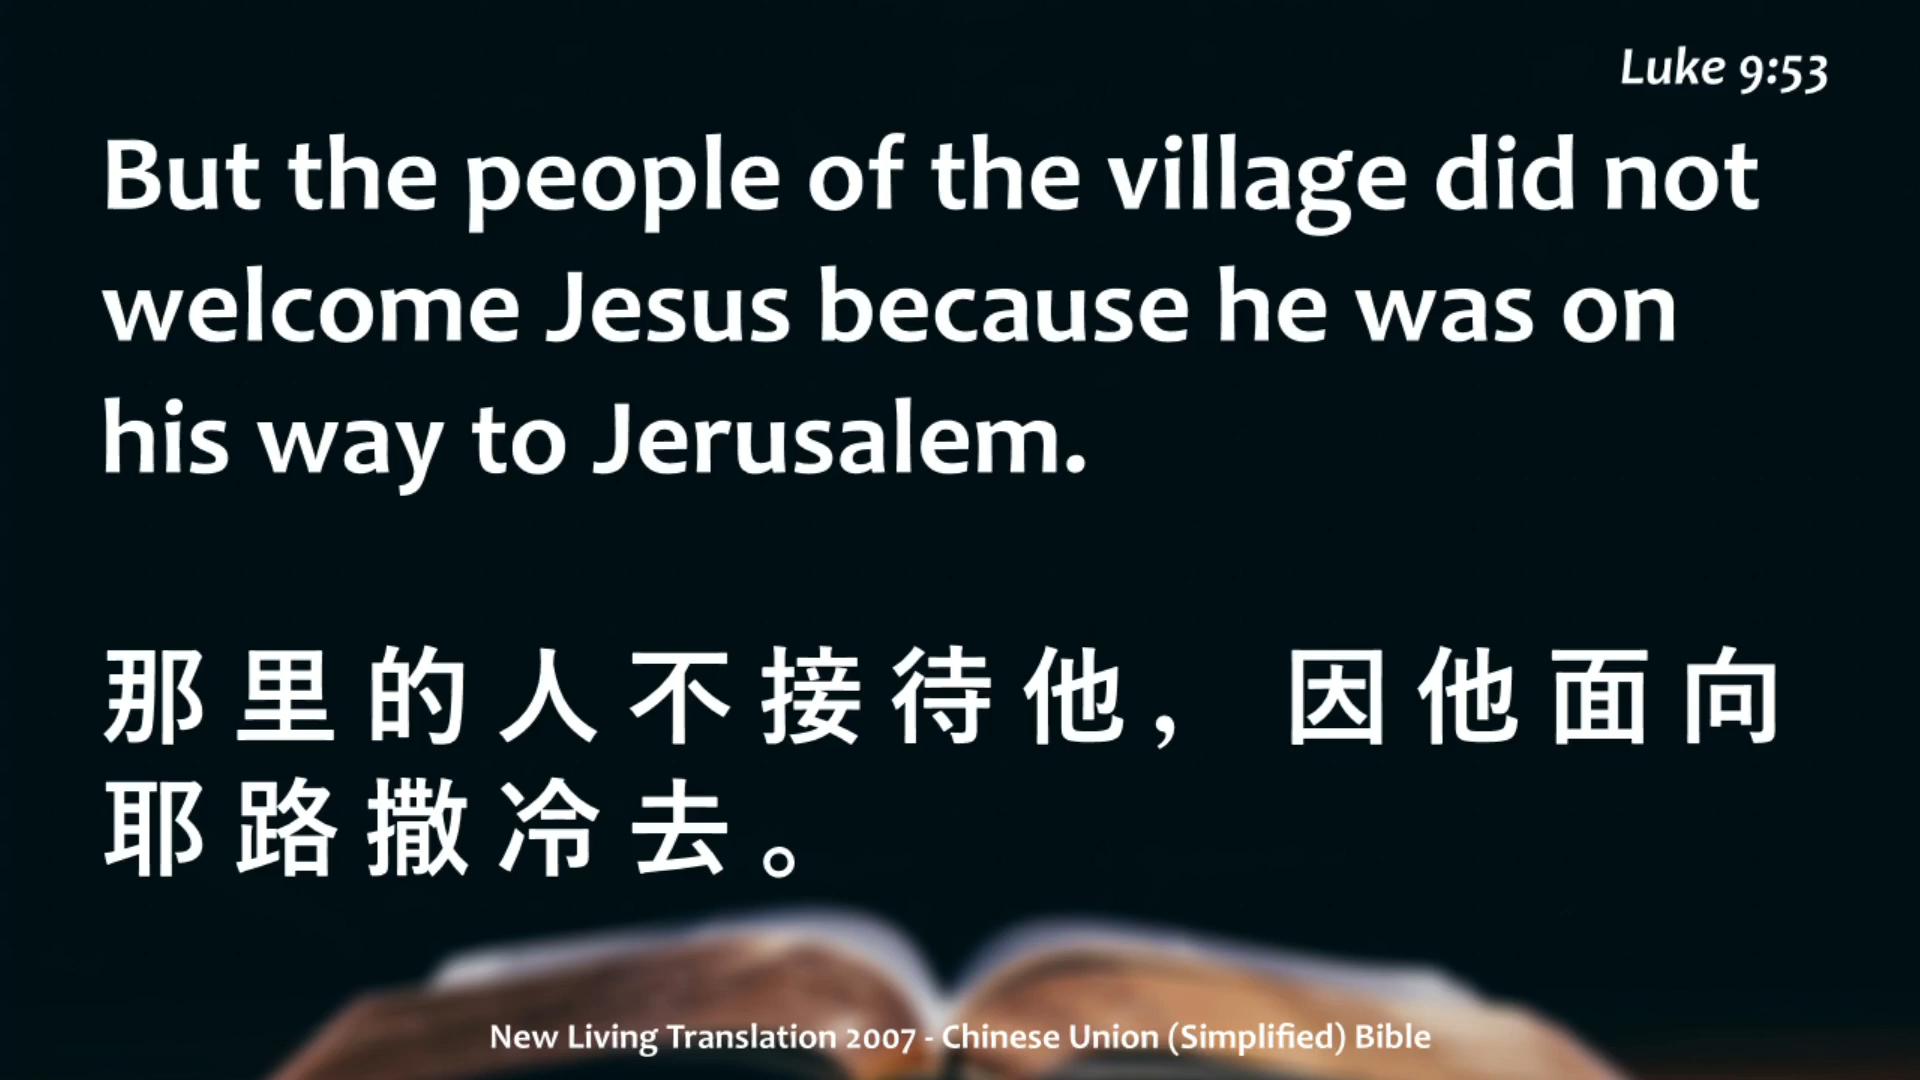 Luke 9:53
But the people of the village did not
welcome Jesus because he was on
his way to Jerusalem.
那里的人不接待他， 因他面向
耶路撒冷去。
New Living Translation 2007 - Chinese Union (Simplified) Bible